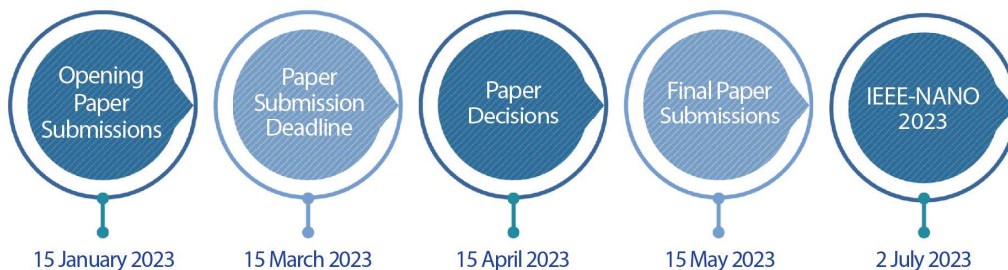 Opening
Paper
Submissions
Paper
Submission
Deadline
Paper
Decisions
Final Paper
Submissions
IEEE-NANO
2023
15 January 2023
15 March 2023
15 April 2023
15 May 2023
2 July 2023